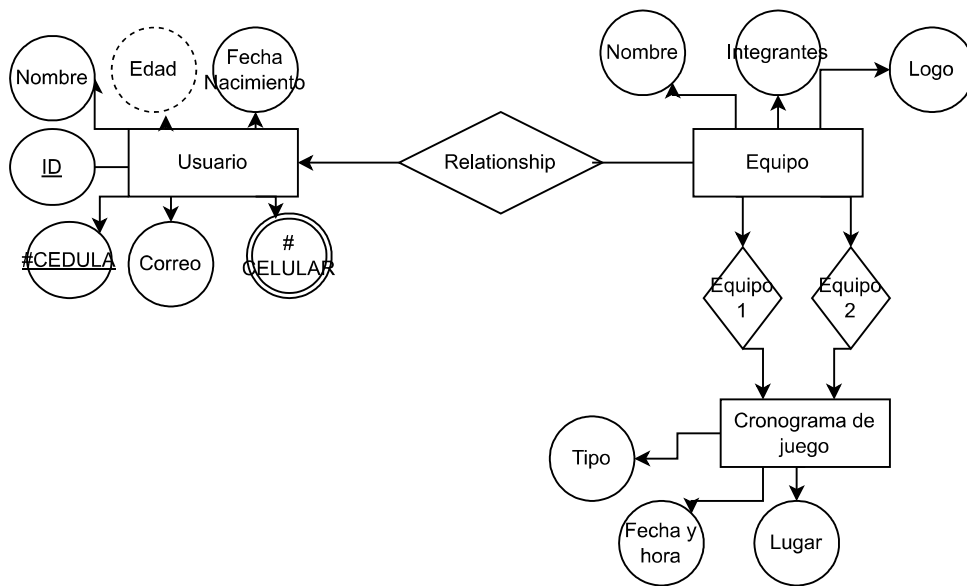 Nombre
Edad
Fecha
Nacimiento
Nombre
Integrantes
Logo
ID
Usuario
Relationship
Equipo
#CEDULA
Correo
#
CELULAR
Equipo
1
Equipo
2
Cronograma de
juego
Tipo
Fecha y
hora
Lugar